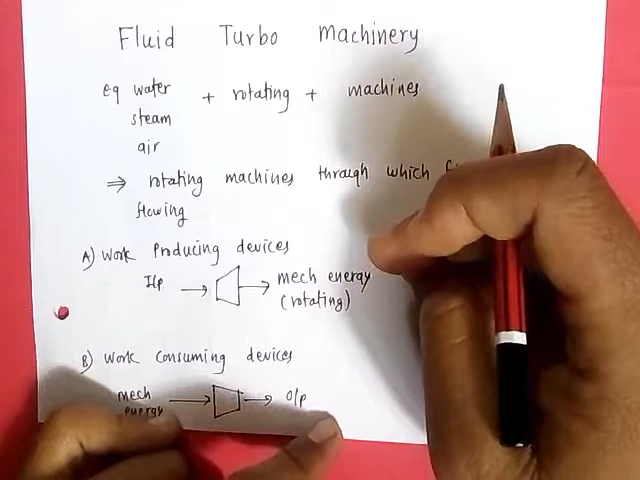 Fluid Turbo machinery
eq water + rotating + machines
steam
air
⇒ rotating machines through which
flowing
A) Work Producing devices
I/p → mech energy
(rotating)
B) Work Consuming devices
mech → → o/p
energy